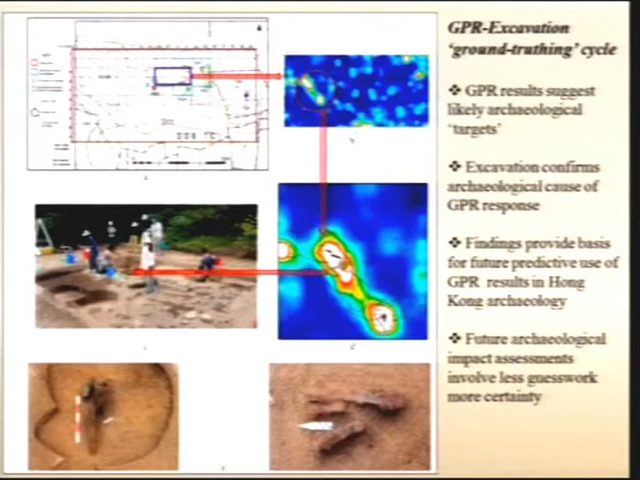 GPR-Excavation
‘ground-truthing’ cycle
❖ GPR results suggest
likely archaeological
‘targets’
❖ Excavation confirms
archaeological cause of
GPR response
❖ Findings provide basis
for future predictive use of
GPR results in Hong
Kong archaeology
❖ Future archaeological
impact assessments
involve less guesswork
more certainty